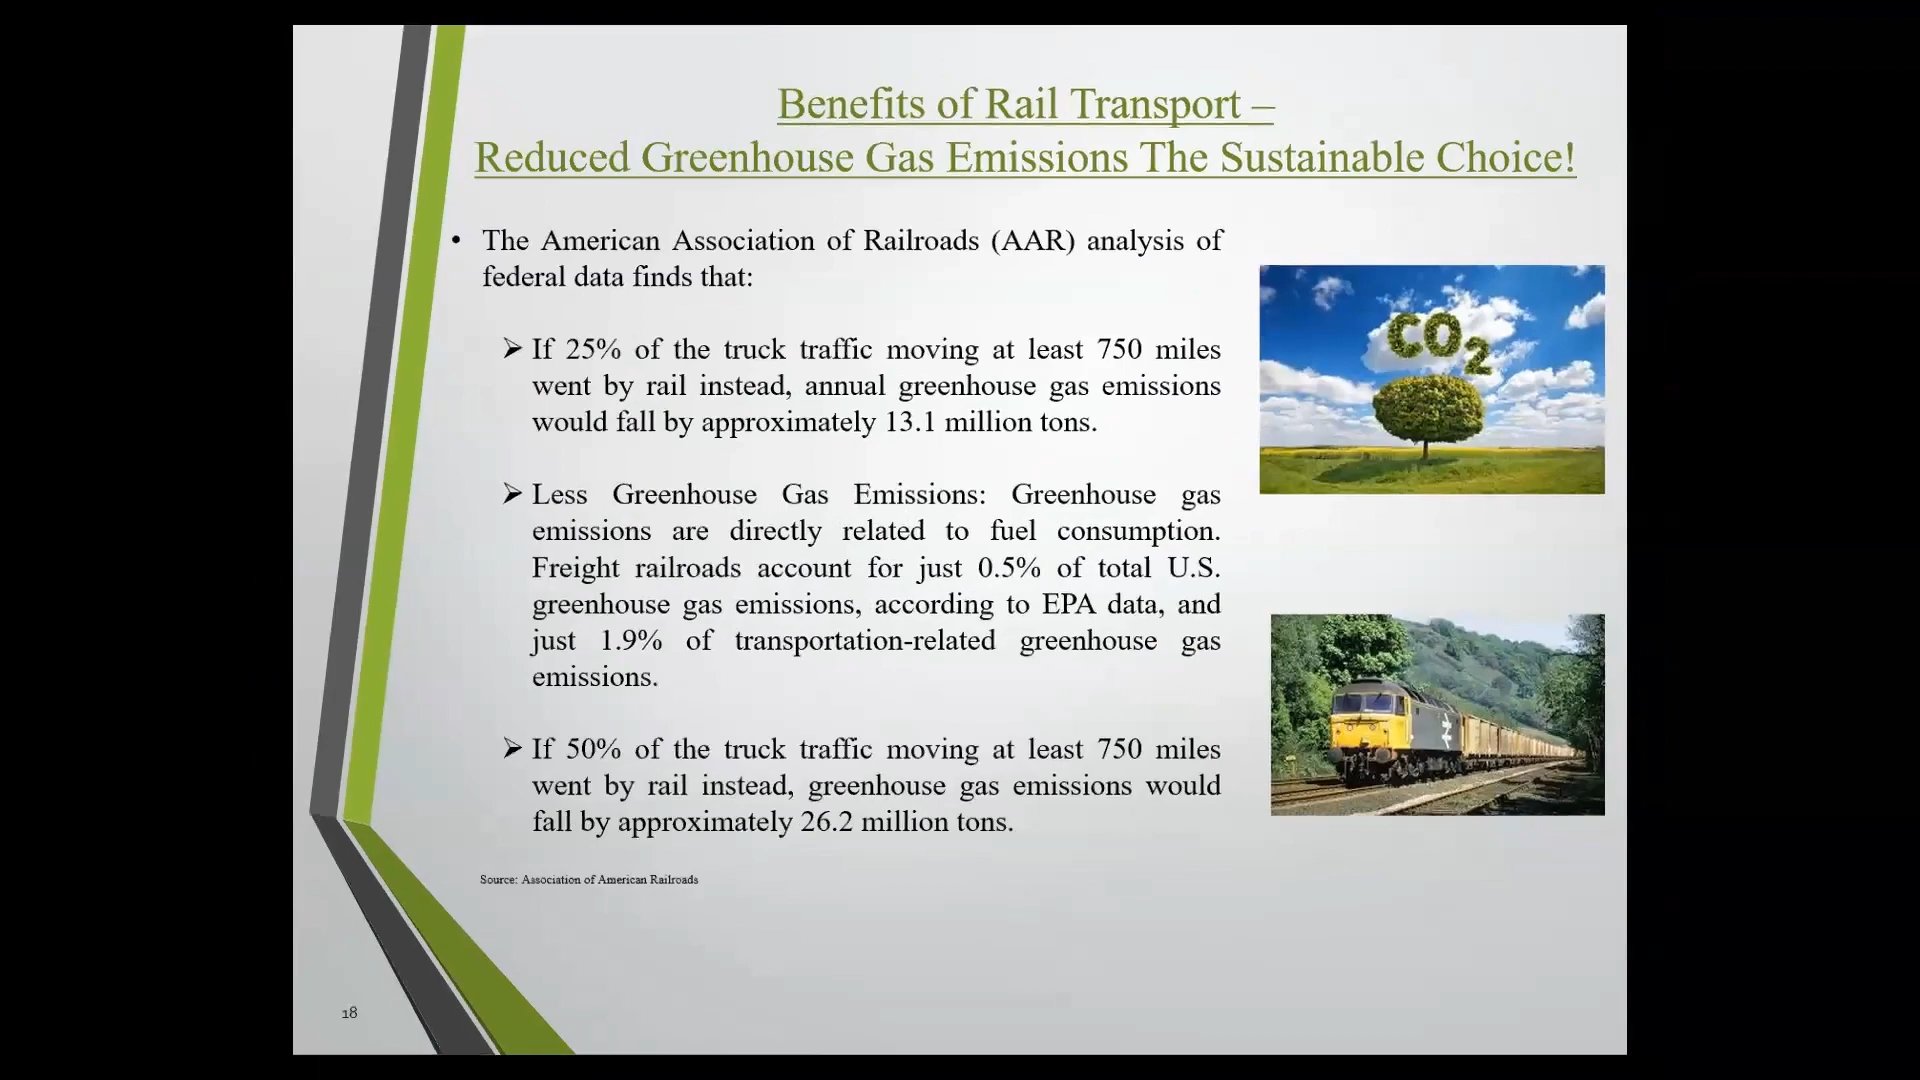 Benefits of Rail Transport –
Reduced Greenhouse Gas Emissions The Sustainable Choice!
• The American Association of Railroads (AAR) analysis of
federal data finds that:
➢ If 25% of the truck traffic moving at least 750 miles
went by rail instead, annual greenhouse gas emissions
would fall by approximately 13.1 million tons.
➢ Less Greenhouse Gas Emissions: Greenhouse gas
emissions are directly related to fuel consumption.
Freight railroads account for just 0.5% of total U.S.
greenhouse gas emissions, according to EPA data, and
just 1.9% of transportation-related greenhouse gas
emissions.
➢ If 50% of the truck traffic moving at least 750 miles
went by rail instead, greenhouse gas emissions would
fall by approximately 26.2 million tons.
Source: Association of American Railroads
CO2
18